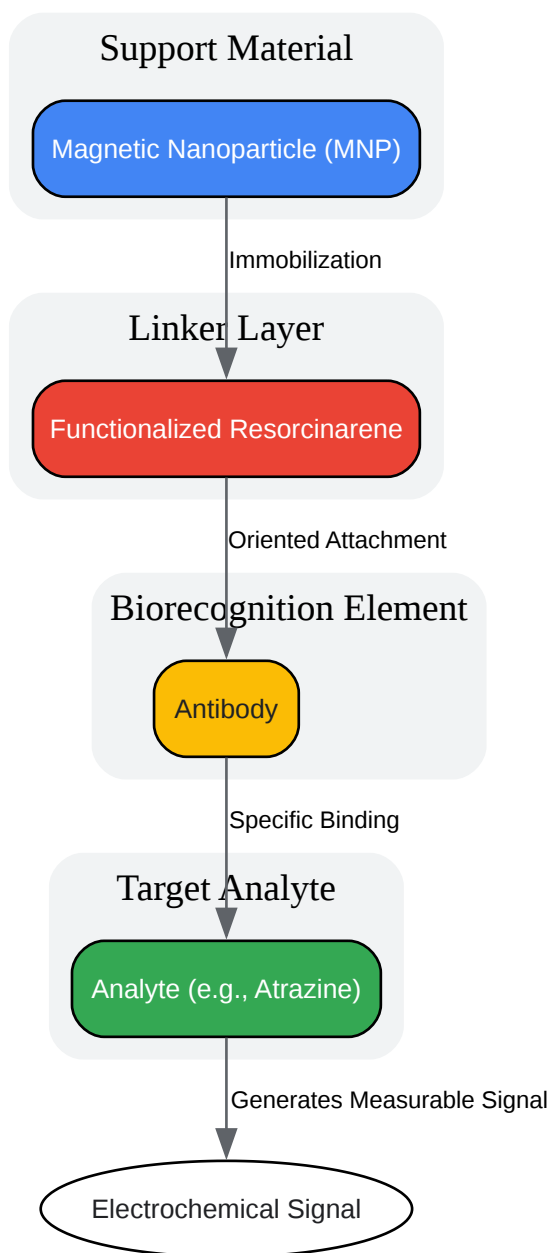 Support Material
Magnetic Nanoparticle (MNP)
Immobilization
Linker Layer
Functionalized Resorcinarene
Oriented Attachment
Biorecognition Element
Antibody
Specific Binding
Target Analyte
Analyte (e.g., Atrazine)
Generates Measurable Signal
Electrochemical Signal